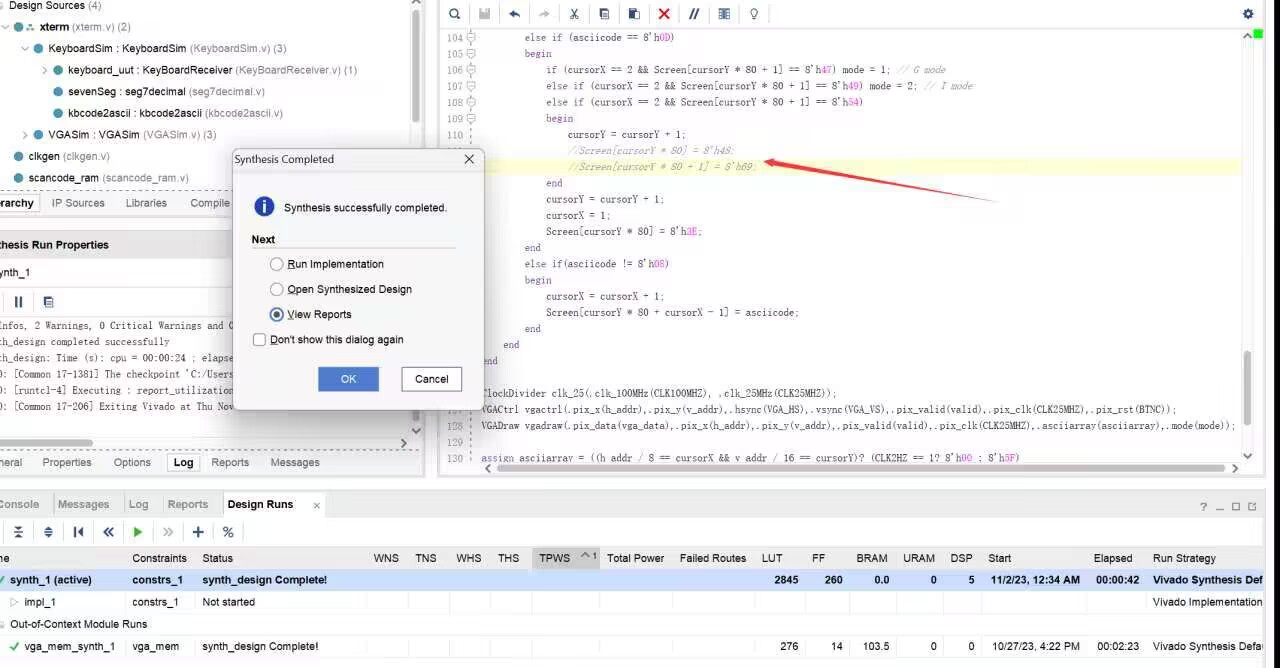 Design Sources (4)
xterm (xterm.v) (2)
KeyboardSim : KeyboardSim (KeyboardSim.v) (3)
keyboard_uut : KeyBoardReceiver (KeyBoardReceiver.v) (1)
sevenSeg : seg7decimal (seg7decimal.v)
kbcode2ascii : kbcode2ascii (kbcode2ascii.v)
VGASim : VGASim (VGASim.v) (3)
clkgen (clkgen.v)
scancode_ram (scancode_ram.v)
rarchy IP Sources Libraries Compile
thesis Run Properties
ynth_1
Infos, 2 Warnings, 0 Critical Warnings and
th_design completed successfully
th_design: Time (s): cpu = 00:00:24 ; elapse
O: [Common 17-1381] The checkpoint 'C:/Users
O: [runtcl-4] Executing : report_utilization
O: [Common 17-206] Exiting Vivado at Thu Nov
neral Properties Options Log Reports Messages
104 else if (asciicode == 8'h0D)
105 begin
106 if (cursorX == 2 && Screen[cursorY * 80 + 1] == 8'h47) mode = 1; // G mode
107 else if (cursorX == 2 && Screen[cursorY * 80 + 1] == 8'h49) mode = 2; // I mode
108 else if (cursorX == 2 && Screen[cursorY * 80 + 1] == 8'h54)
109 begin
110 cursorY = cursorY + 1;
//Screen[cursorY * 80] = 8'h48;
//Screen[cursorY * 80 + 1] = 8'h69;
end
cursorY = cursorY + 1;
cursorX = 1;
Screen[cursorY * 80] = 8'h3E;
end
else if(asciicode != 8'h08)
begin
cursorX = cursorX + 1;
Screen[cursorY * 80 + cursorX - 1] = asciicode;
end
end
end
ClockDivider clk_25(.clk_100MHz(CLK100MHZ), .clk_25MHz(CLK25MHZ));
VGACtrl vgactrl(.pix_x(h_addr),.pix_y(v_addr),.hsync(VGA_HS),.vsync(VGA_VS),.pix_valid(valid),.pix_clk(CLK25MHZ),.pix_rst(BTNC));
128 VGADraw vgadraw(.pix_data(vga_data),.pix_x(h_addr),.pix_y(v_addr),.pix_valid(valid),.pix_clk(CLK25MHZ),.asciiarray(asciiarray),.mode(mode));
129
130 assign asciiarray = ((h_addr / 8 == cursorX && v_addr / 16 == cursorY)? (CLK2HZ == 1? 8'h00 : 8'h5F)
Synthesis Completed
Synthesis successfully completed.
Next
Run Implementation
Open Synthesized Design
View Reports
Don't show this dialog again
OK Cancel
Console Messages Log Reports Design Runs
me Constraints Status WNS TNS WHS THS TPWS 1 Total Power Failed Routes LUT FF BRAM URAM DSP Start Elapsed Run Strategy
synth_1 (active) constrs_1 synth_design Complete! 2845 260 0.0 0 5 11/2/23, 12:34 AM 00:00:42 Vivado Synthesis Def
impl_1 constrs_1 Not started Vivado Implementation
Out-of-Context Module Runs
vga_mem_synth_1 vga_mem synth_design Complete! 276 14 103.5 0 0 10/27/23, 4:22 PM 00:02:23 Vivado Synthesis Defa